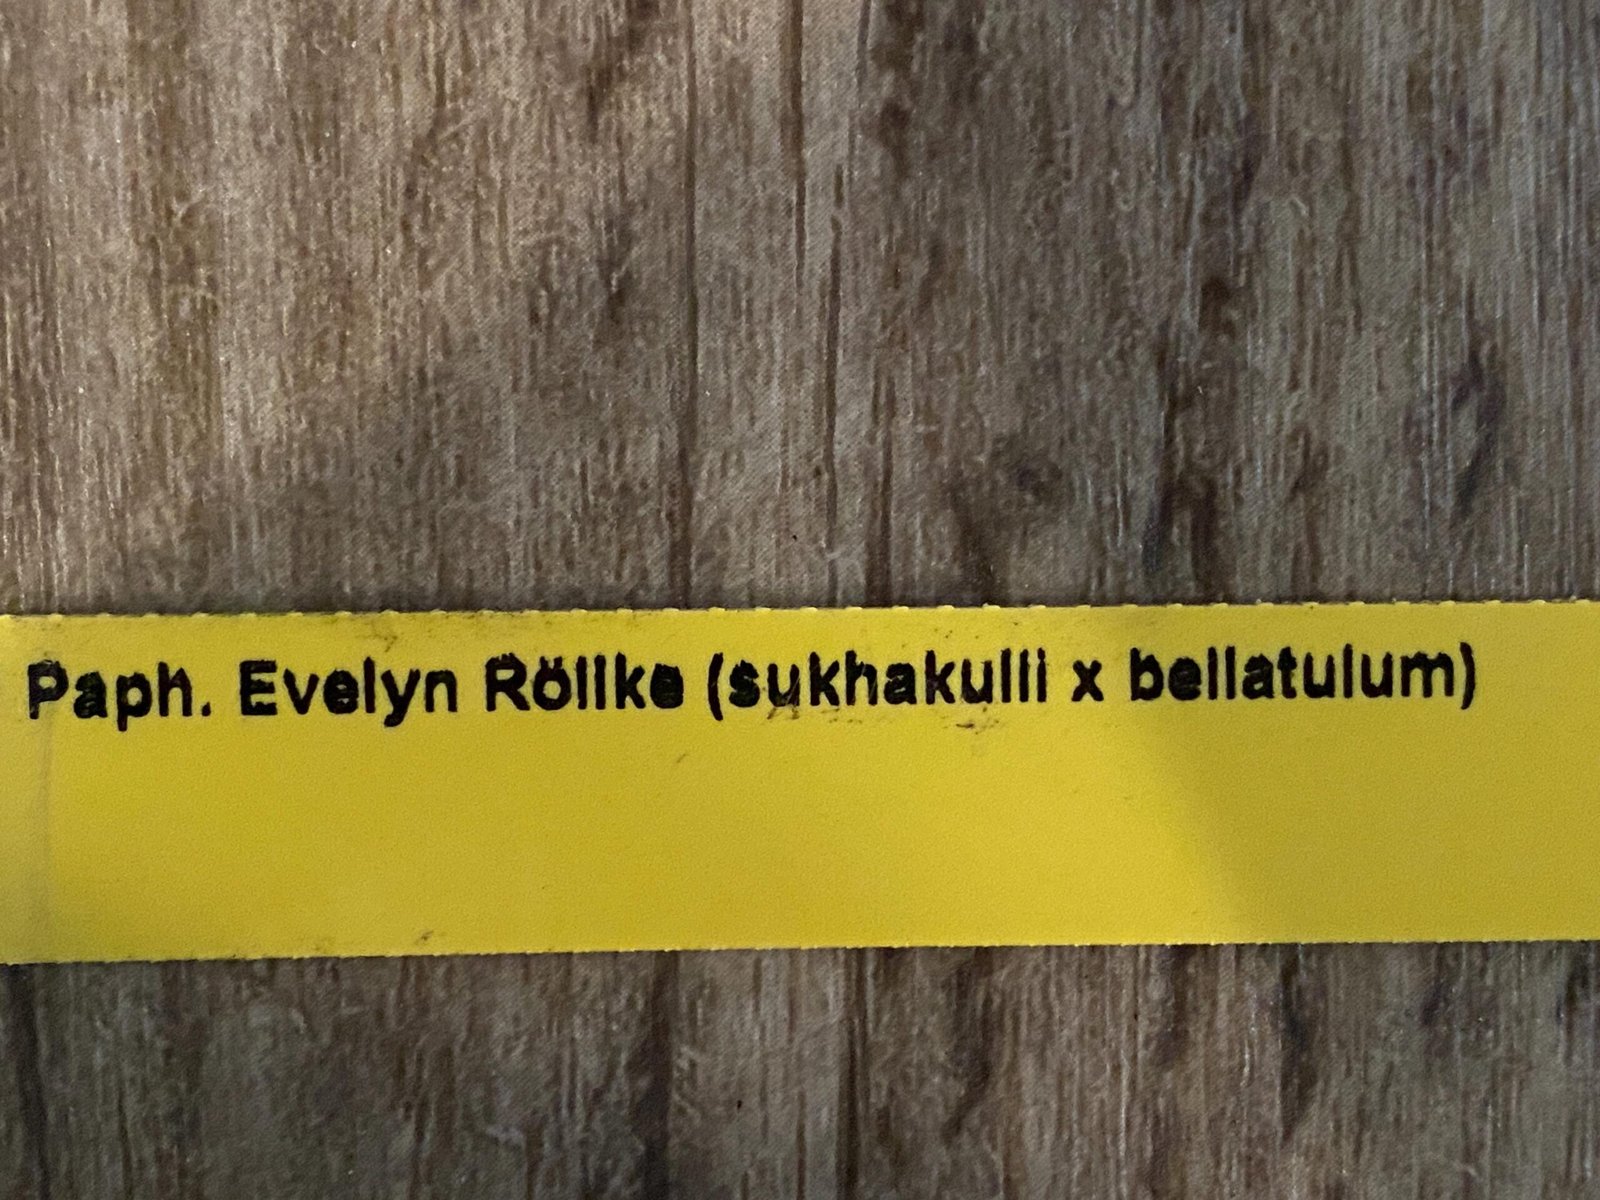 Paph. Evelyn Röllke (sukhakulii x bellatulum)